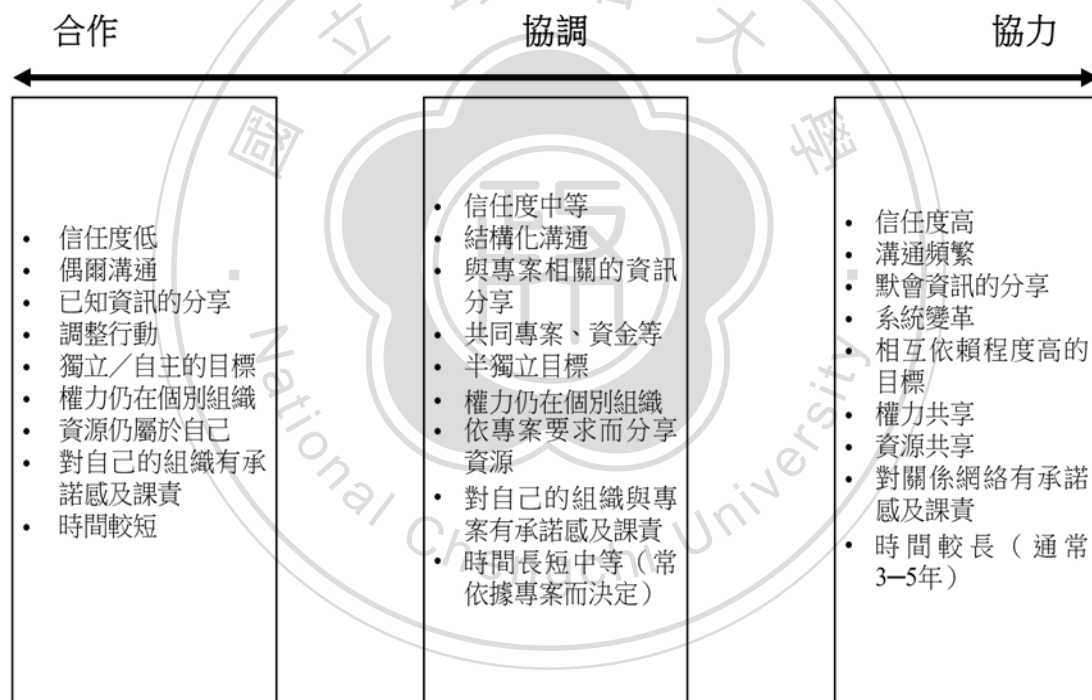 合作
協調
協力
• 信任度低
• 偶爾溝通
• 已知資訊的分享
• 調整行動
• 獨立／自主的目標
• 權力仍在個別組織
• 資源仍屬於自己
• 對自己的組織有承
諾感及課責
• 時間較短
• 信任度中等
• 結構化溝通
• 與專案相關的資訊
分享
• 共同專案、資金等
• 半獨立目標
• 權力仍在個別組織
• 依專案要求而分享
資源
• 對自己的組織與專
案有承諾感及課責
• 時間長短中等（常
依據專案而決定）
• 信任度高
• 溝通頻繁
• 默會資訊的分享
• 系統變革
• 相互依賴程度高的
目標
• 權力共享
• 資源共享
• 對關係網絡有承諾
感及課責
• 時間較長（通常
3—5年）
國立政治大學
National Chengchi University